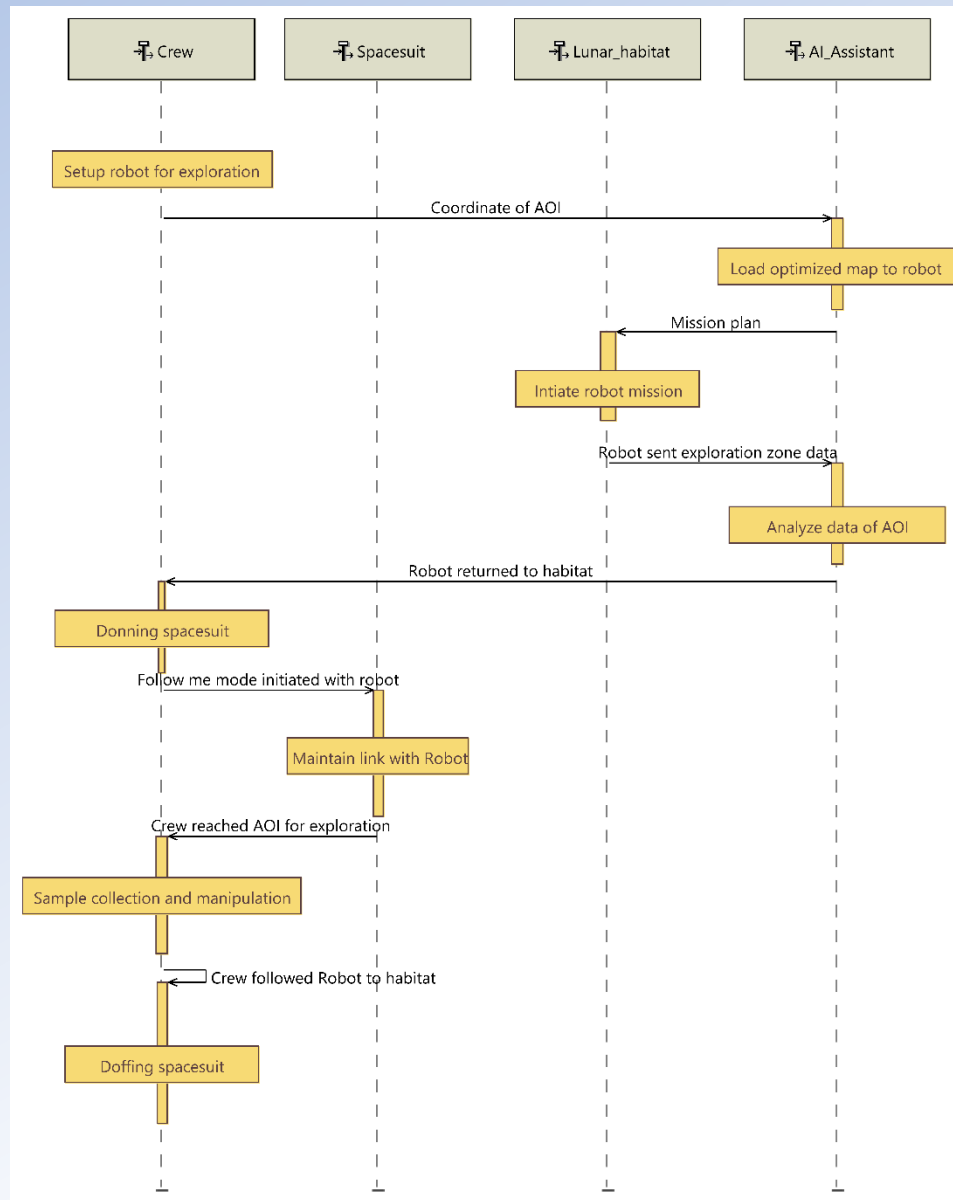 Crew
Spacesuit
Lunar_habitat
AI_Assistant
Setup robot for exploration
Coordinate of AOI
Load optimized map to robot
Mission plan
Intiate robot mission
Robot sent exploration zone data
Analyze data of AOI
Robot returned to habitat
Donning spacesuit
Follow me mode initiated with robot
Maintain link with Robot
Crew reached AOI for exploration
Sample collection and manipulation
Crew followed Robot to habitat
Doffing spacesuit